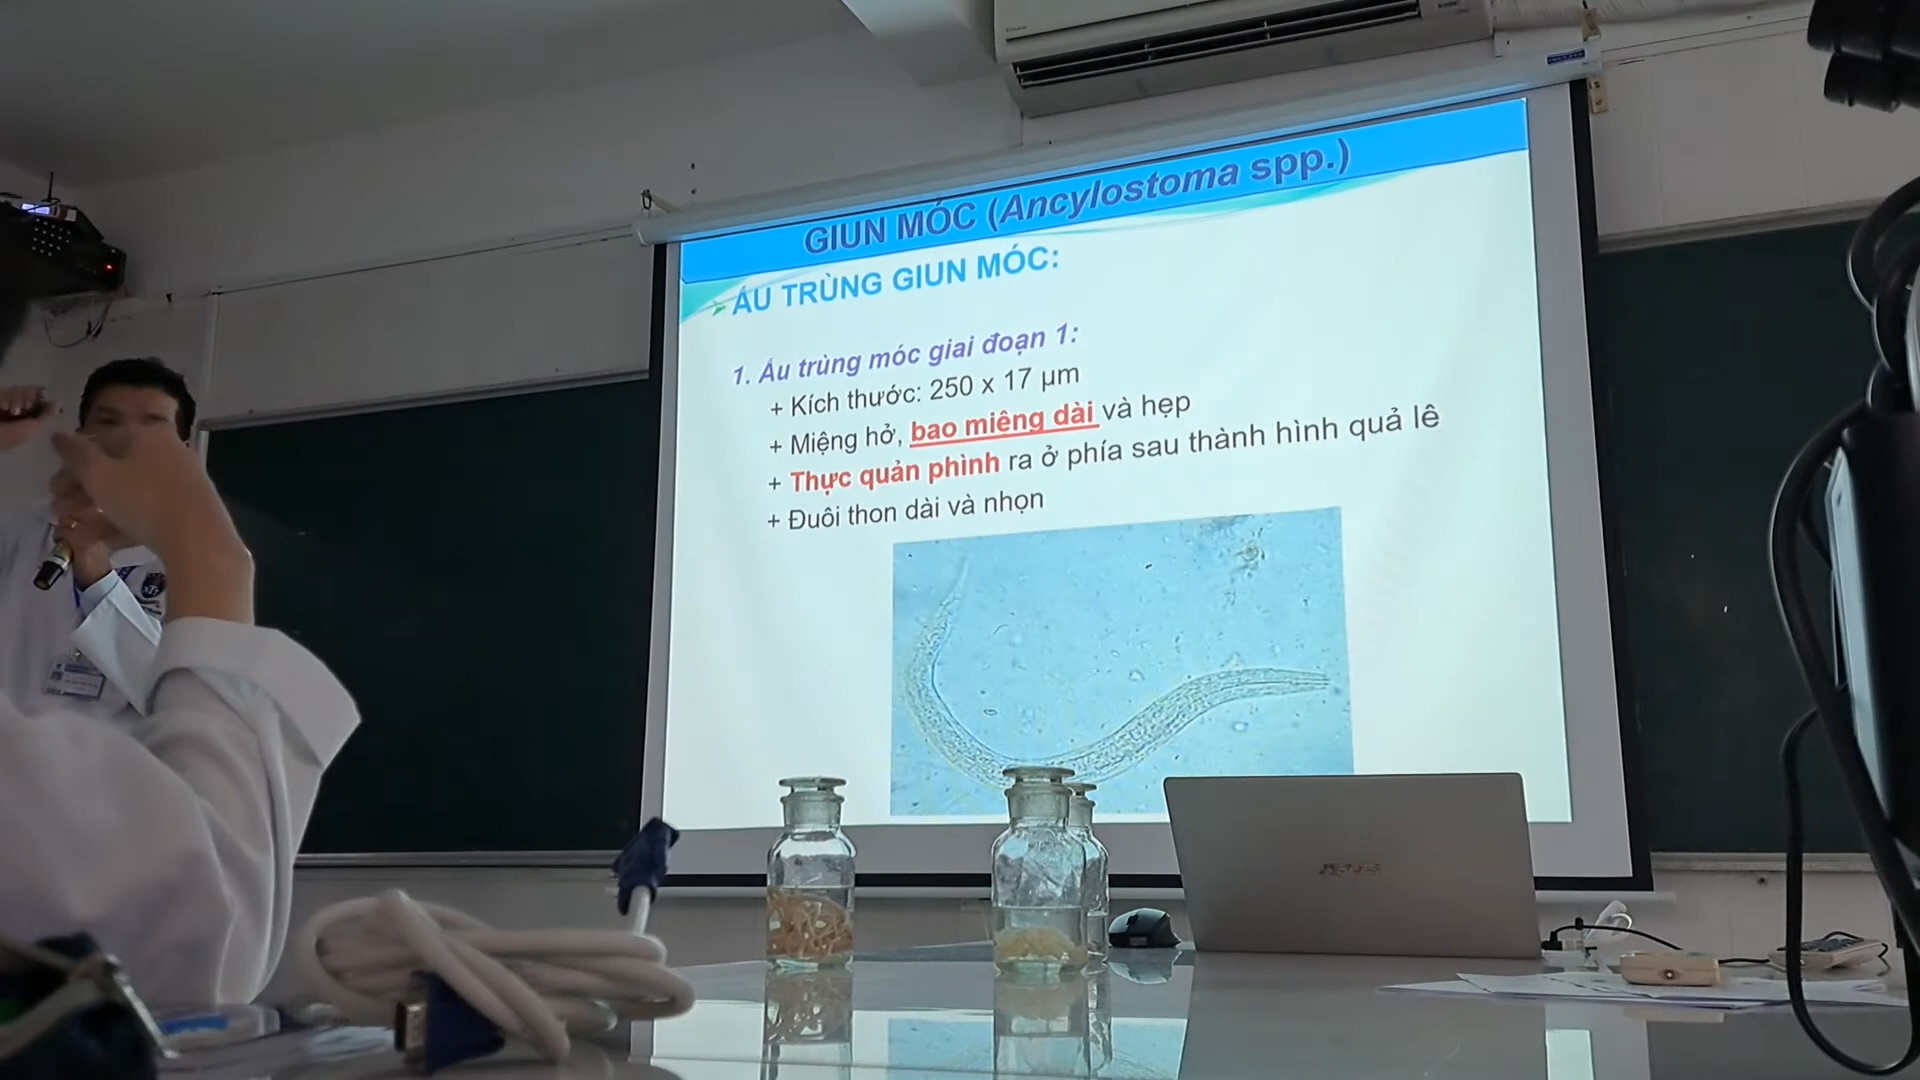 GIUN MÓC (Ancylostoma spp.)
ẤU TRÙNG GIUN MÓC:
1. Ấu trùng móc giai đoạn 1:
+ Kích thước: 250 x 17 µm
+ Miệng hở, bao miệng dài và hẹp
+ Thực quản phình ra ở phía sau thành hình quả lê
+ Đuôi thon dài và nhọn